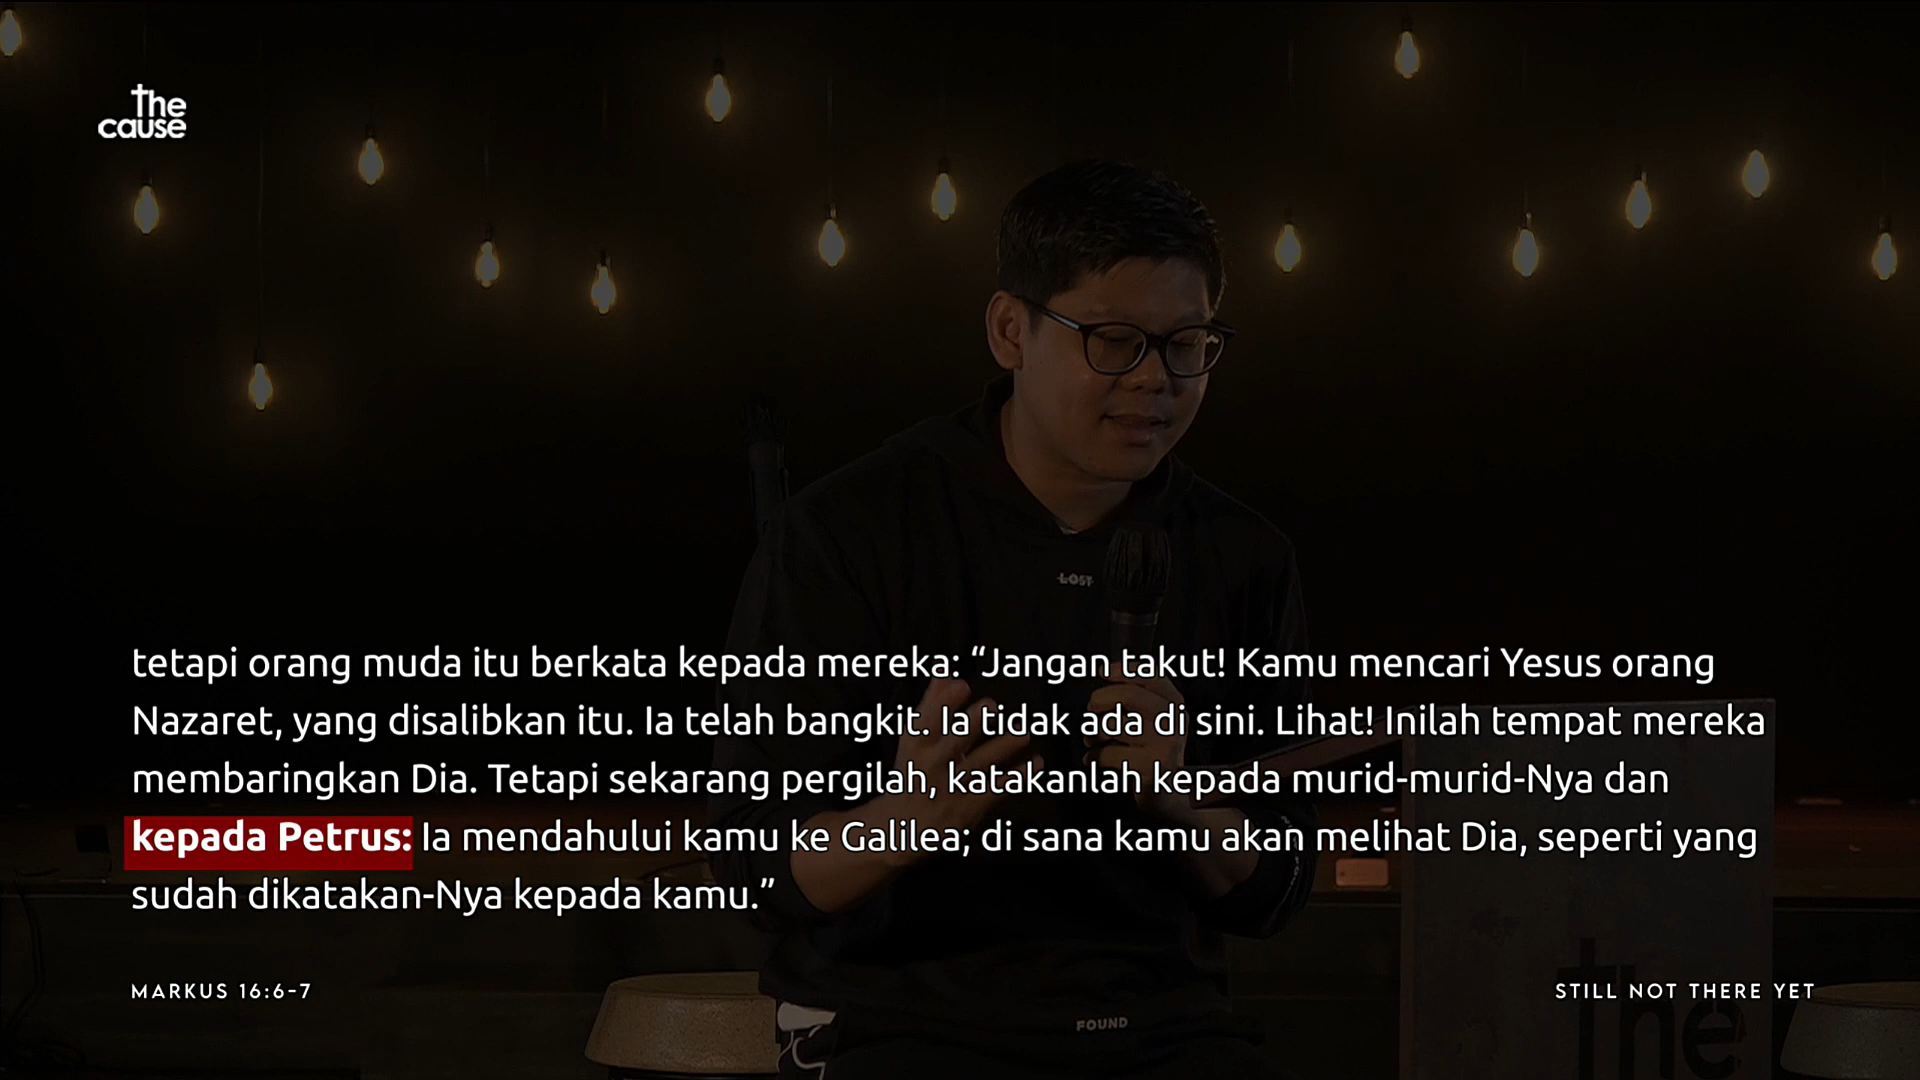 the
cause
LOST
tetapi orang muda itu berkata kepada mereka: “Jangan takut! Kamu mencari Yesus orang
Nazaret, yang disalibkan itu. Ia telah bangkit. Ia tidak ada di sini. Lihat! Inilah tempat mereka
membaringkan Dia. Tetapi sekarang pergilah, katakanlah kepada murid-murid-Nya dan
kepada Petrus: Ia mendahului kamu ke Galilea; di sana kamu akan melihat Dia, seperti yang
sudah dikatakan-Nya kepada kamu.”
MARKUS 16:6-7
STILL NOT THERE YET
FOUND
the